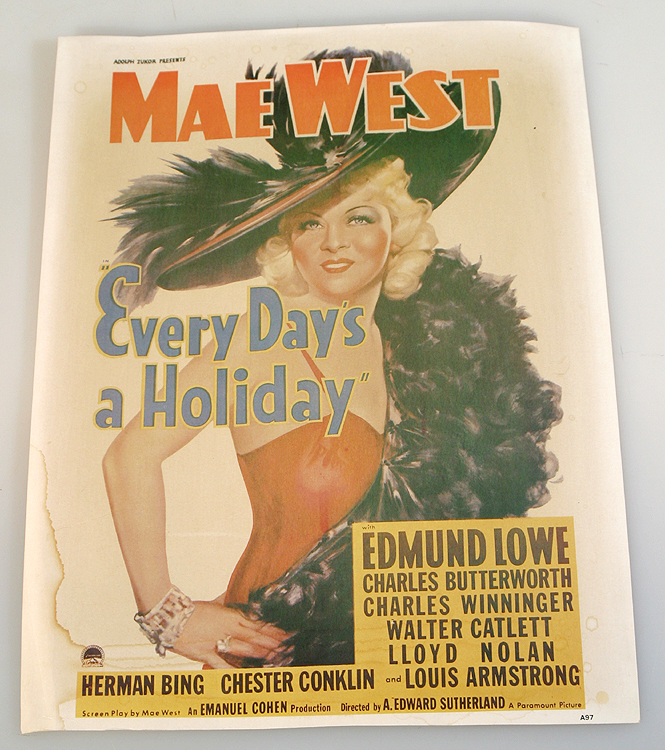 ADOLPH ZUKOR PRESENTS
MAE WEST
in
"Every Day's
a Holiday"
with
EDMUND LOWE
CHARLES BUTTERWORTH
CHARLES WINNINGER
WALTER CATLETT
LLOYD NOLAN
HERMAN BING CHESTER CONKLIN and LOUIS ARMSTRONG
Screen Play by Mae West An EMANUEL COHEN Production Directed by A. EDWARD SUTHERLAND A Paramount Picture
A97